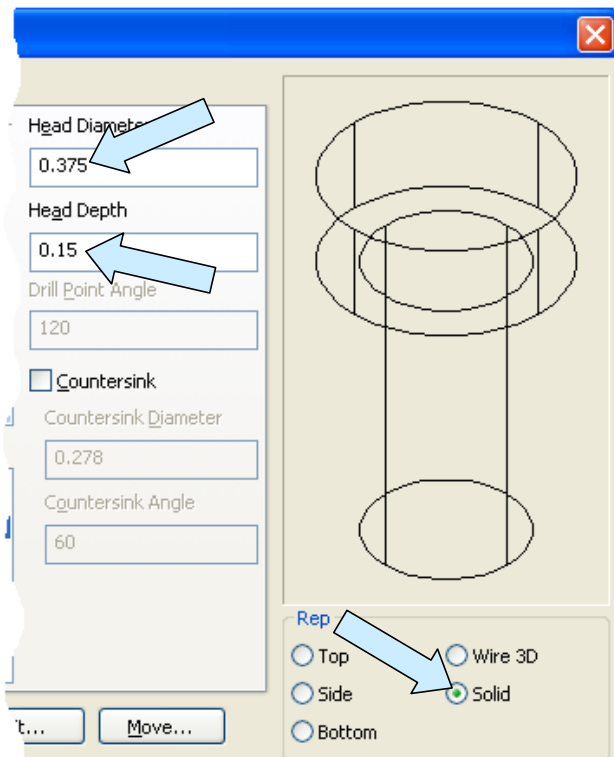 Head Diameter
0.375
Head Depth
0.15
Drill Point Angle
120
Countersink
Countersink Diameter
0.278
Countersink Angle
60
Rep
Top
Wire 3D
Side
Solid
Bottom
Move...